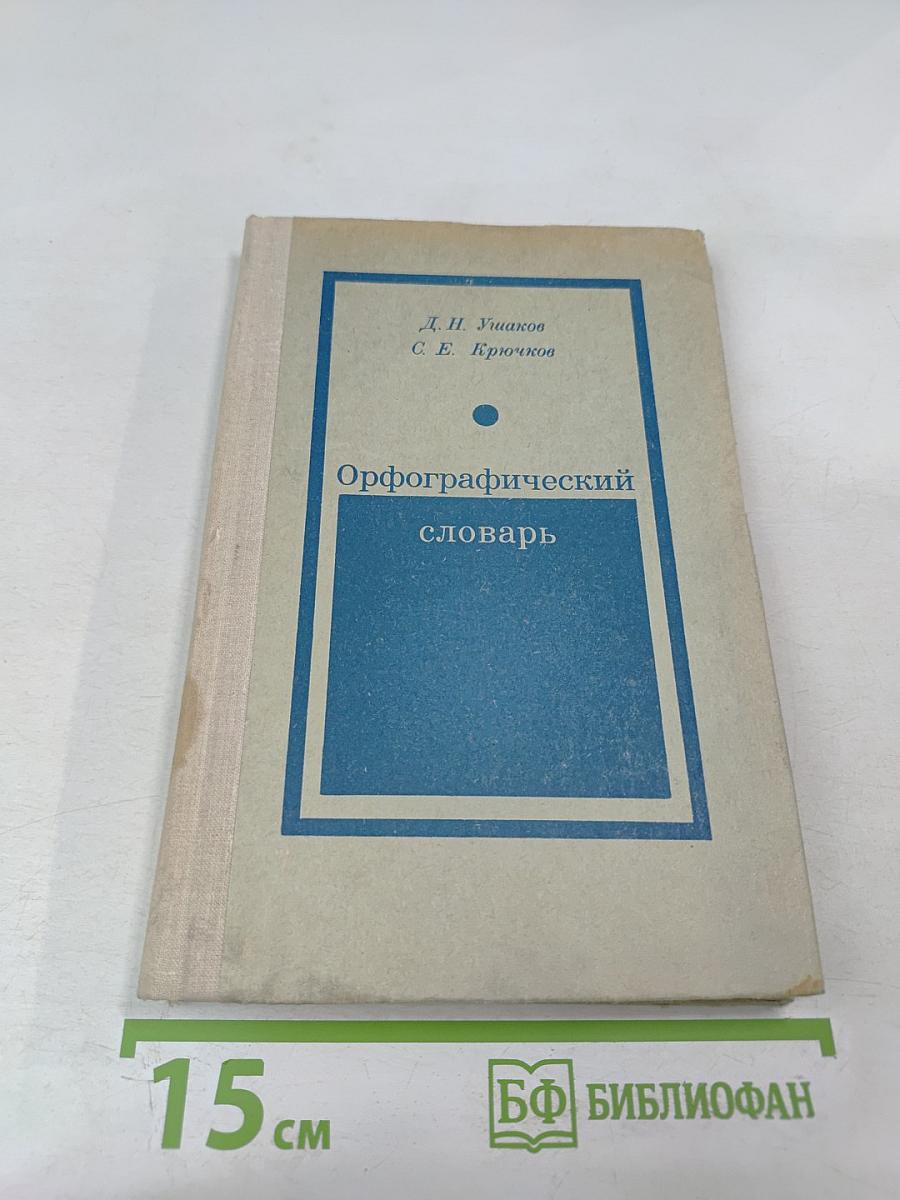 Д. Н. Ушаков
С. Е. Крючков
Орфографический
словарь
15 см
БФ БИБЛИОФАН